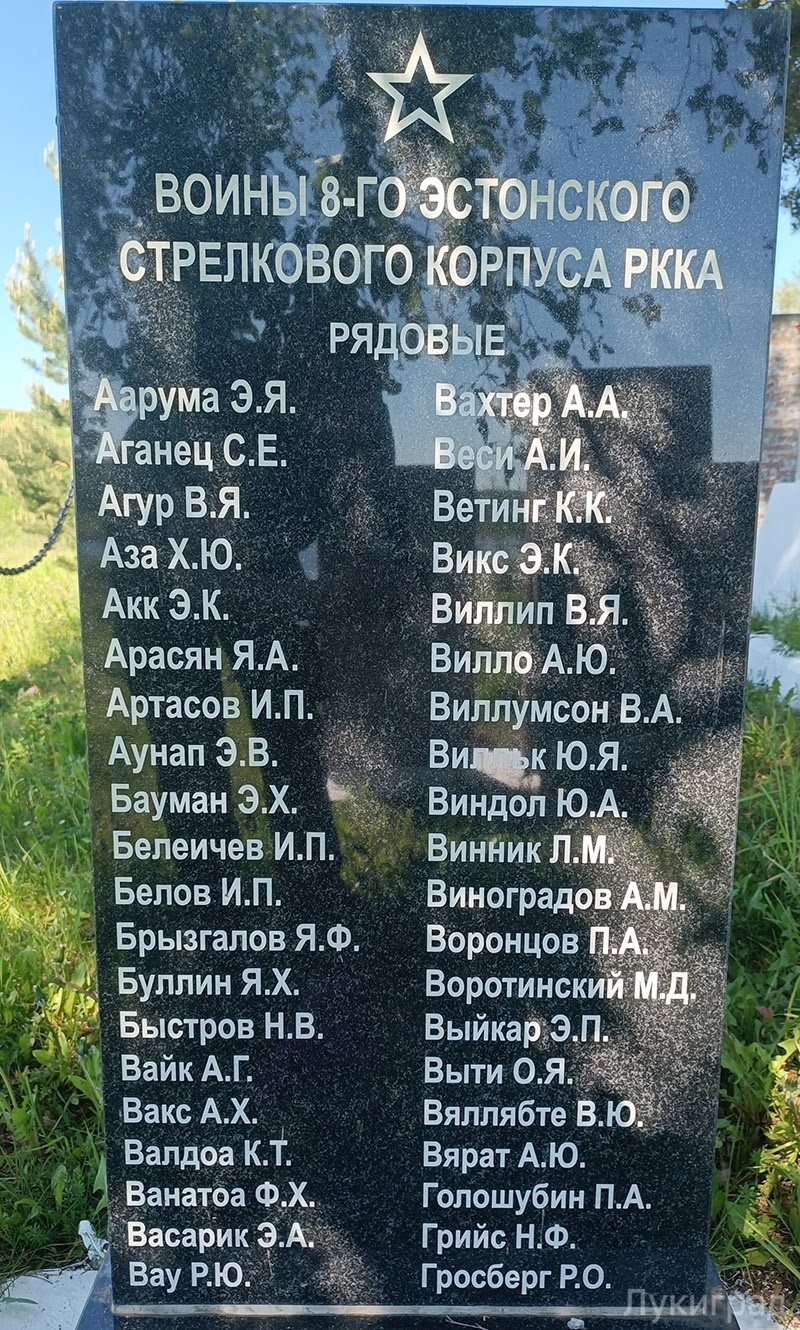 ВОИНЫ 8-ГО ЭСТОНСКОГО
СТРЕЛКОВОГО КОРПУСА РККА
РЯДОВЫЕ
Аарума Э.Я.
Аганец С.Е.
Агур В.Я.
Аза Х.Ю.
Акк Э.К.
Арасян Я.А.
Артасов И.П.
Аунап Э.В.
Бауман Э.Х.
Белеичев И.П.
Белов И.П.
Брызгалов Я.Ф.
Буллин Я.Х.
Быстров Н.В.
Вайк А.Г.
Вакс А.Х.
Валдоа К.Т.
Ванатоа Ф.Х.
Васарик Э.А.
Вау Р.Ю.
Вахтер А.А.
Веси А.И.
Ветинг К.К.
Викс Э.К.
Виллип В.Я.
Вилло А.Ю.
Виллумсон В.А.
Вильк Ю.Я.
Виндол Ю.А.
Винник Л.М.
Виноградов А.М.
Воронцов П.А.
Воротинский М.Д.
Выйкар Э.П.
Выти О.Я.
Вяллябте В.Ю.
Вярат А.Ю.
Голошубин П.А.
Грийс Н.Ф.
Гросберг Р.О.
Лукиград